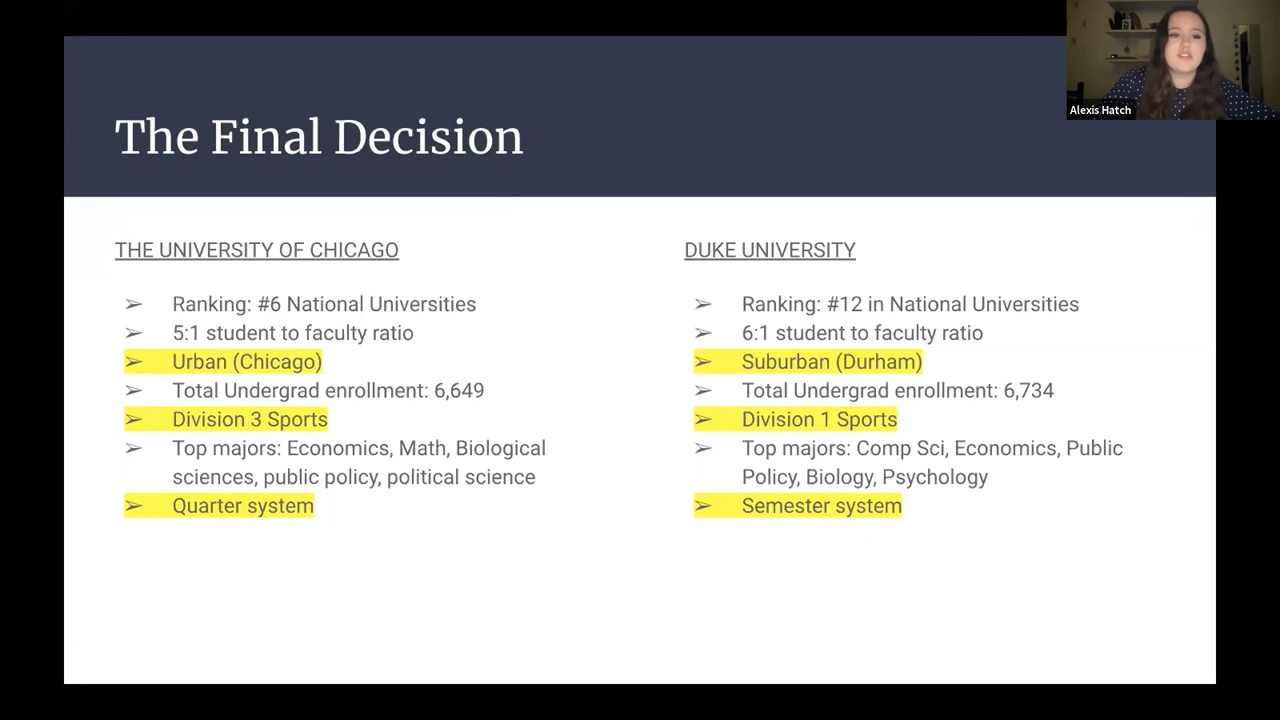 Alexis Hatch
The Final Decision
THE UNIVERSITY OF CHICAGO
➢ Ranking: #6 National Universities
➢ 5:1 student to faculty ratio
➢ Urban (Chicago)
➢ Total Undergrad enrollment: 6,649
➢ Division 3 Sports
➢ Top majors: Economics, Math, Biological
sciences, public policy, political science
➢ Quarter system
DUKE UNIVERSITY
➢ Ranking: #12 in National Universities
➢ 6:1 student to faculty ratio
➢ Suburban (Durham)
➢ Total Undergrad enrollment: 6,734
➢ Division 1 Sports
➢ Top majors: Comp Sci, Economics, Public
Policy, Biology, Psychology
➢ Semester system